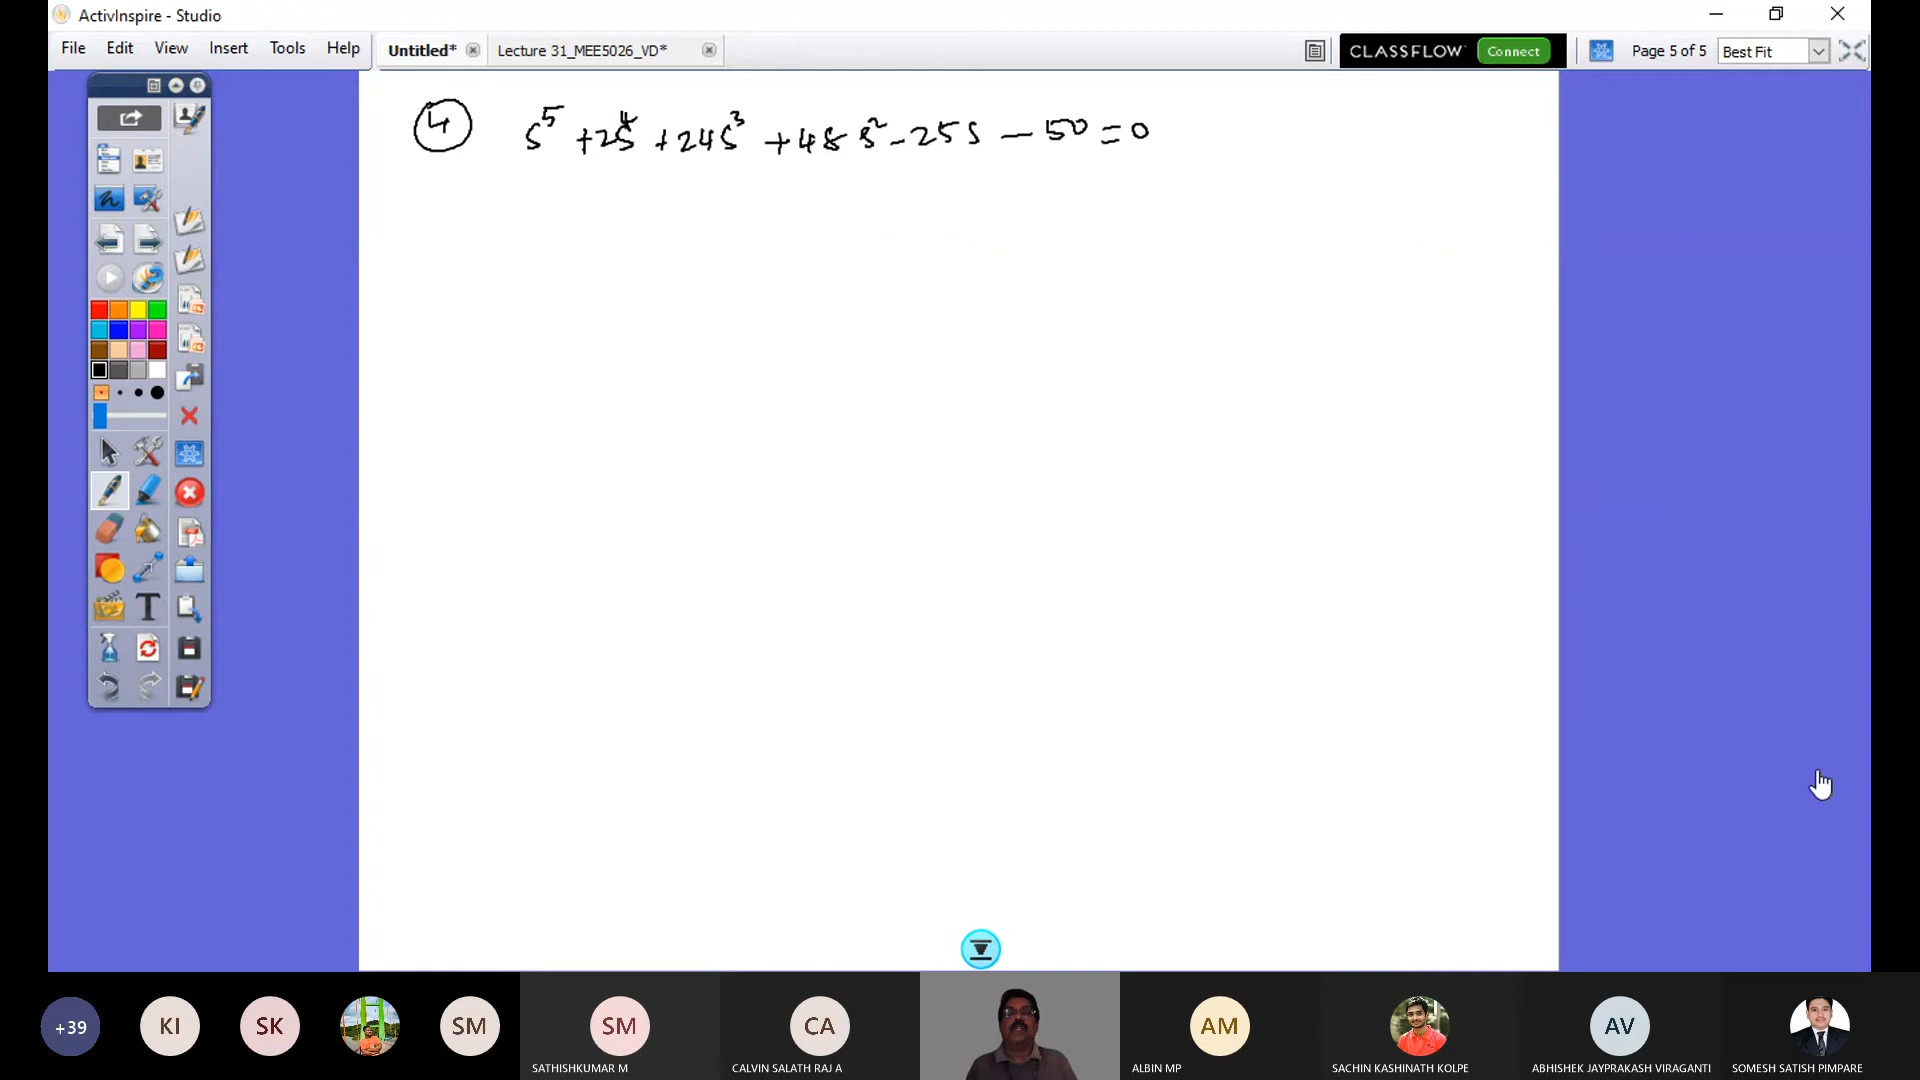 ActivInspire - Studio
File Edit View Insert Tools Help
Untitled* Lecture 31_MEE5026_VD*
CLASSFLOW Connect
Page 5 of 5 Best Fit
④ s⁵ + 2s⁴ + 24s³ + 48s² - 25s - 50 = 0
T
+39 KI SK SM SM CA AM AV
SATHISHKUMAR M CALVIN SALATH RAJ A ALBIN MP SACHIN KASHINATH KOLPE ABHISHEK JAYPRAKASH VIRAGANTI SOMESH SATISH PIMPARE